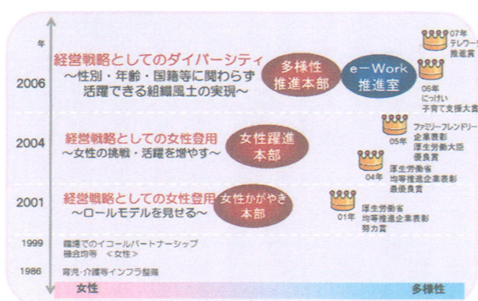 年
07年
テレワーク
推進賞
経営戦略としてのダイバーシティ
～性別・年齢・国籍等に関わらず
活躍できる組織風土の実現～
多様性
推進本部
e－Work
推進室
2006
06年
にっけい
子育て支援大賞
2004
経営戦略としての女性登用
～女性の挑戦・活躍を増やす～
女性躍進
本部
05年
ファミリーフレンドリー
企業表彰
厚生労働大臣
優良賞
04年
厚生労働省
均等推進企業表彰
最優良賞
2001
経営戦略としての女性登用
～ロールモデルを見せる～
女性かがやき
本部
01年
厚生労働省
均等推進企業表彰
努力賞
1999
職場でのイコールパートナーシップ
機会均等 ＜女性＞
1986
育児・介護等インフラ整備
女性
多様性